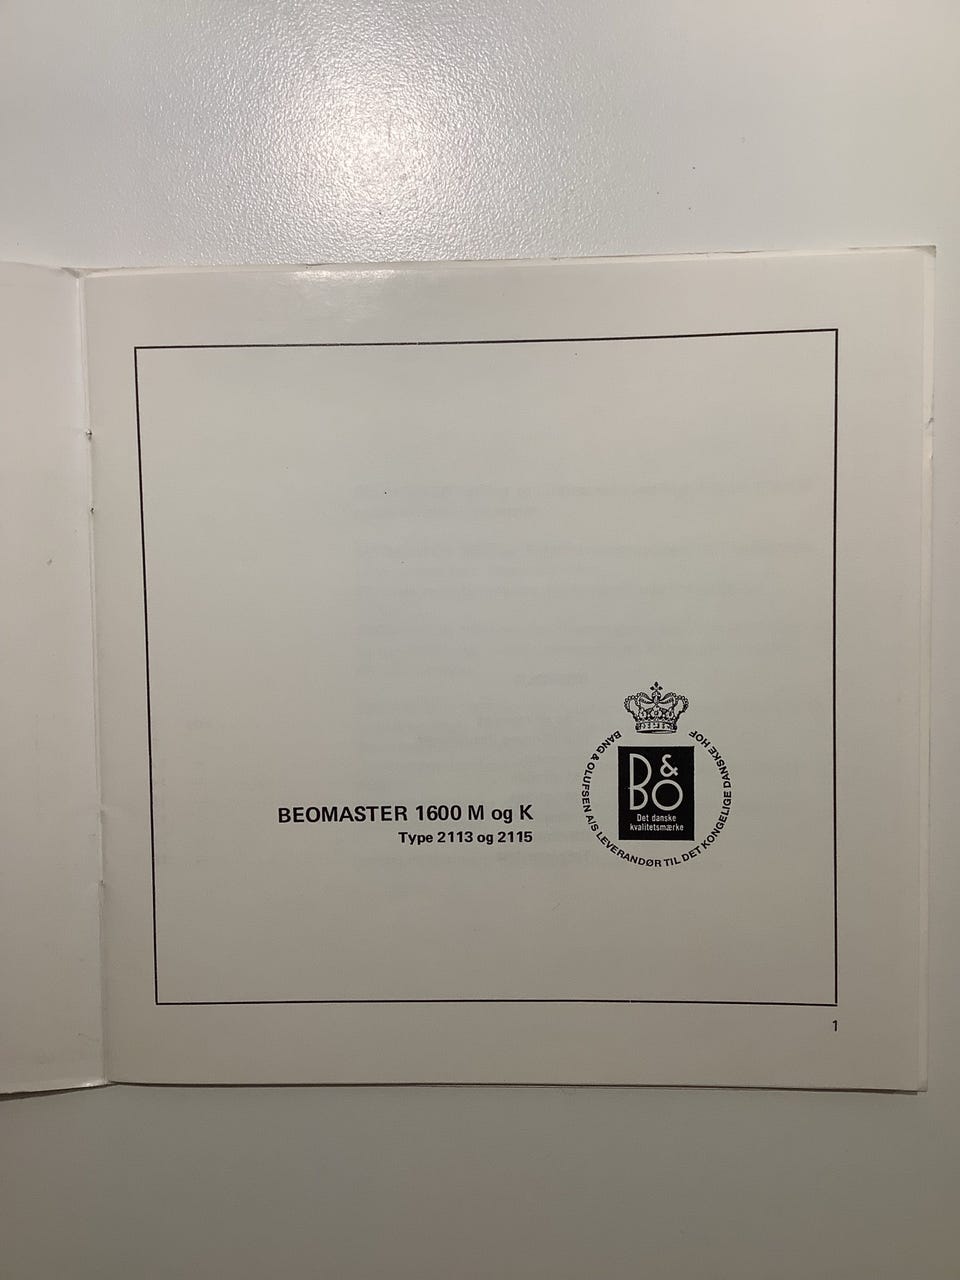 BEOMASTER 1600 M og K
Type 2113 og 2115
BANG & OLUFSEN A/S LEVERANDØR TIL DET KONGELIGE DANSKE HOF
B&O
Det danske
kvalitetsmærke
1